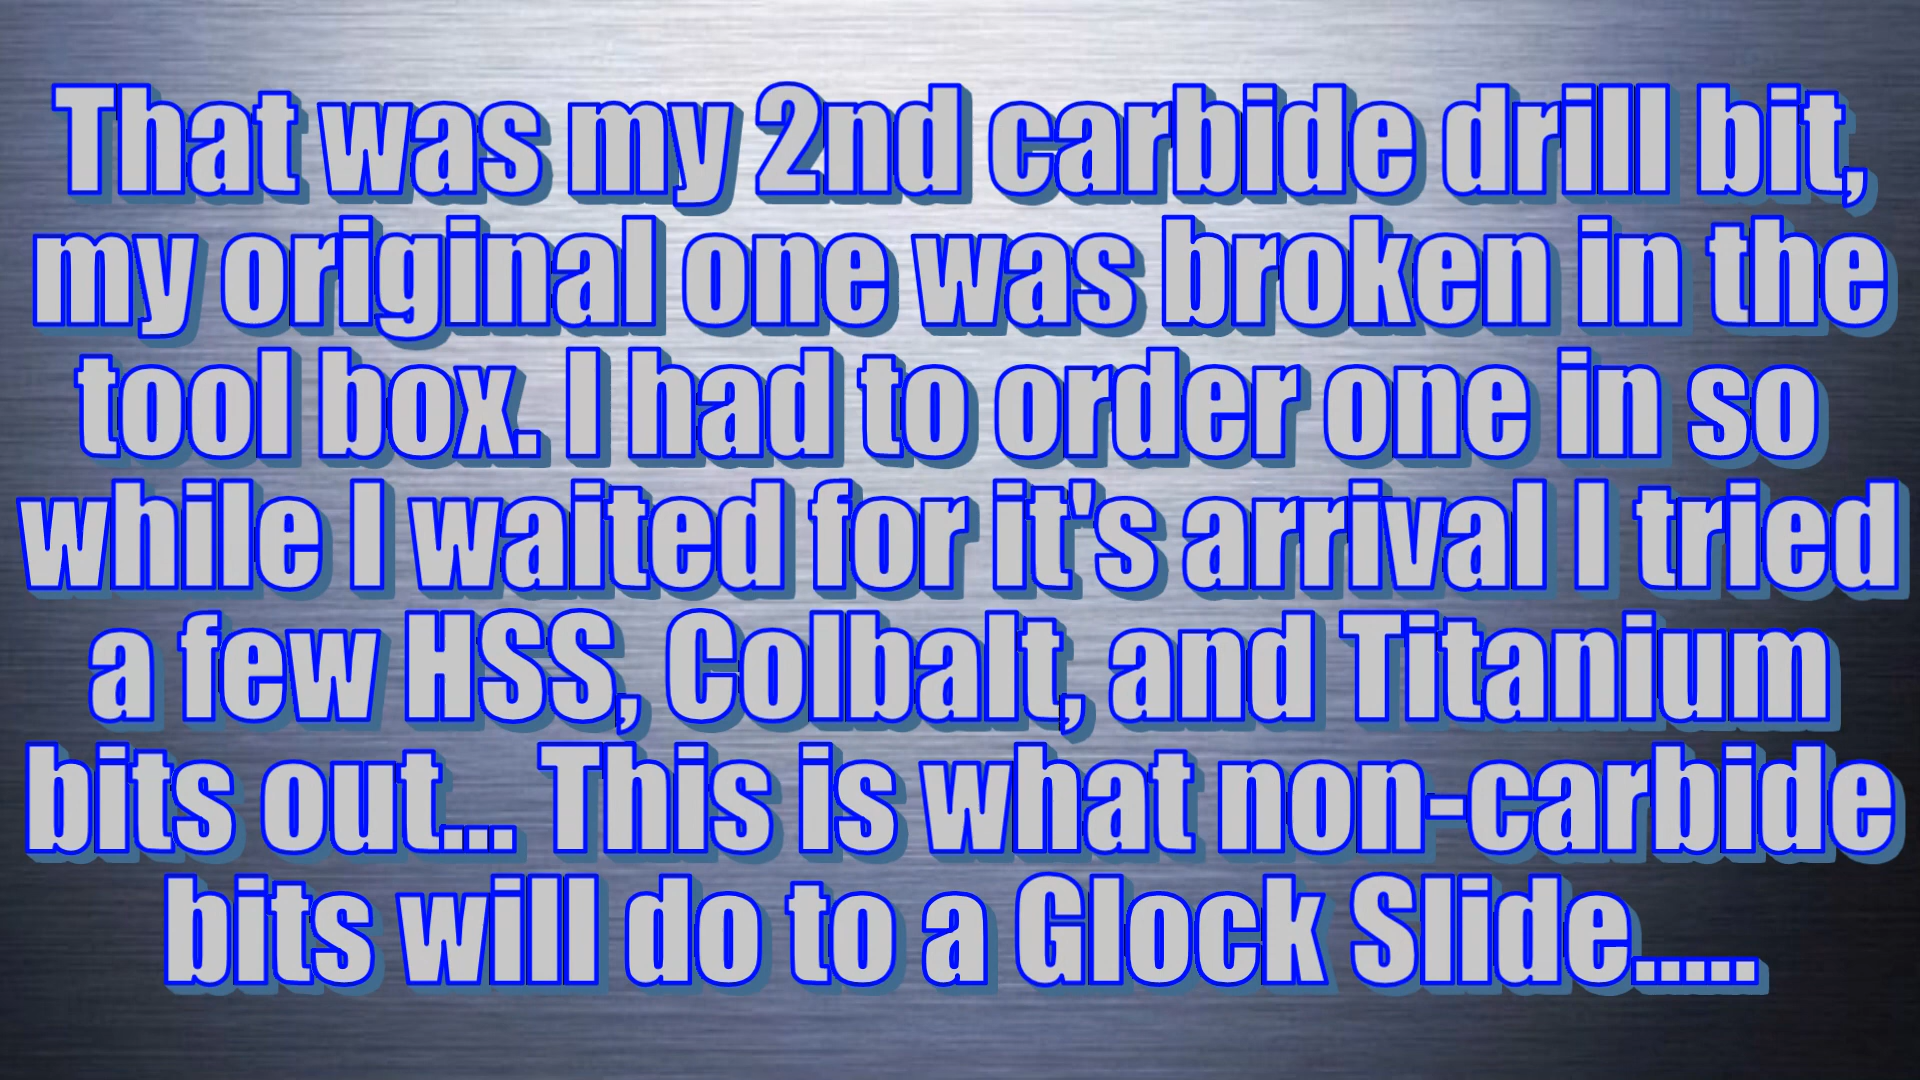 That was my 2nd carbide drill bit,
my original one was broken in the
tool box. I had to order one in so
while I waited for it's arrival I tried
a few HSS, Colbalt, and Titanium
bits out... This is what non-carbide
bits will do to a Glock Slide.....